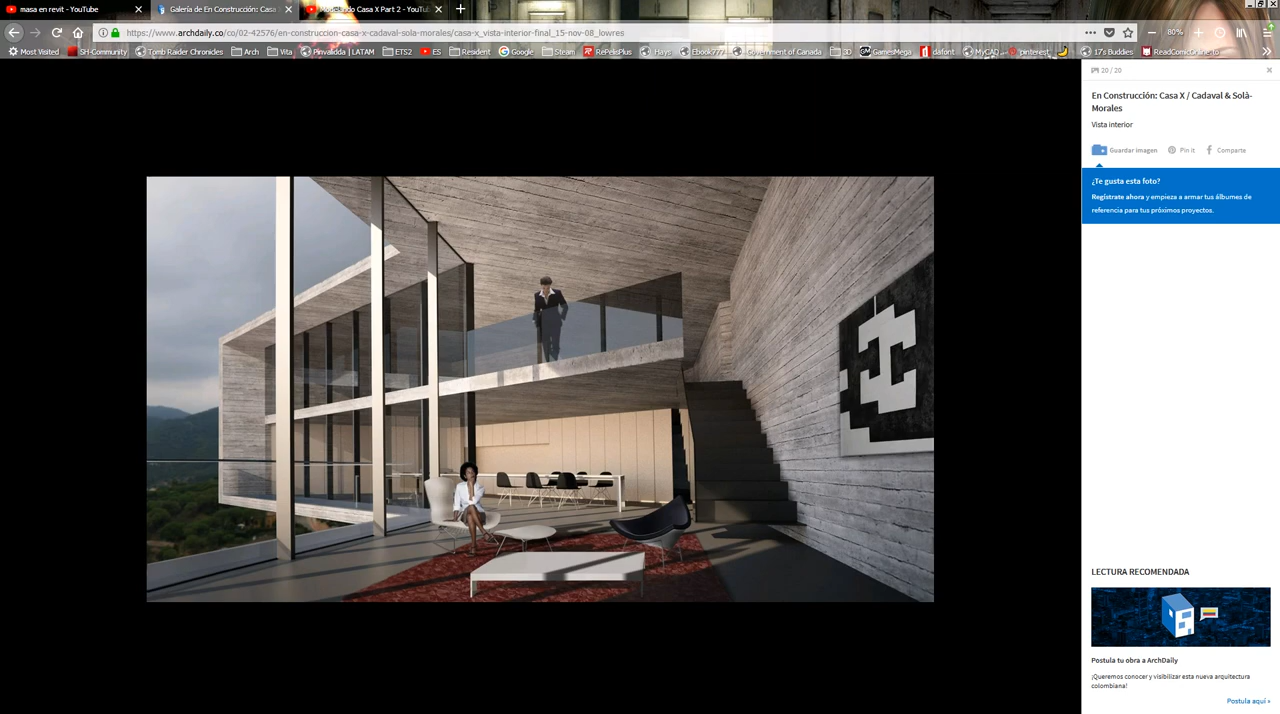 masa en revit - YouTube
Galería de En Construcción: Casa
Modelando Casa X Part 2 - YouTu
https://www.archdaily.co/co/02-42576/en-construccion-casa-x-cadaval-sola-morales/casa-x_vista-interior-final_15-nov-08_lowres
80%
Most Visited
SH-Community
Tomb Raider Chronicles
Arch
Vita
Pinvalidda | LATAM
ETS2
ES
Resident
Google
Steam
RePelisPlus
Hays
Ebook777
Government of Canada
3D
GamesMega
dafont
MyCAD
pinterest
17's Buddies
ReadComicOnline.to
20 / 20
En Construcción: Casa X / Cadaval & Solà-
Morales
Vista interior
Guardar imagen
Pin it
Comparte
¿Te gusta esta foto?
Regístrate ahora y empieza a armar tus álbumes de
referencia para tus próximos proyectos.
LECTURA RECOMENDADA
Postula tu obra a ArchDaily
¡Queremos conocer y visibilizar esta nueva arquitectura
colombiana!
Postula aquí »